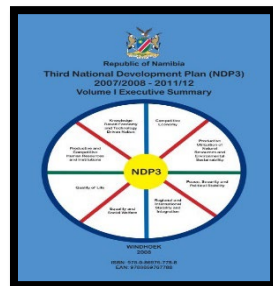 Republic of Namibia
Third National Development Plan (NDP3)
2007/2008 - 2011/12
Volume I Executive Summary
Knowledge
Based Economy
and Technology
Driven Nation
Competitive
Economy
Productive and
Competitive
Human Resources
and Institutions
Productive
Utilization of
Natural
Resources and
Environmental
Sustainability
NDP3
Quality of Life
Peace, Security and
Political Stability
Equality and
Social Welfare
Regional and
International
Stability and
Integration
WINDHOEK
2008